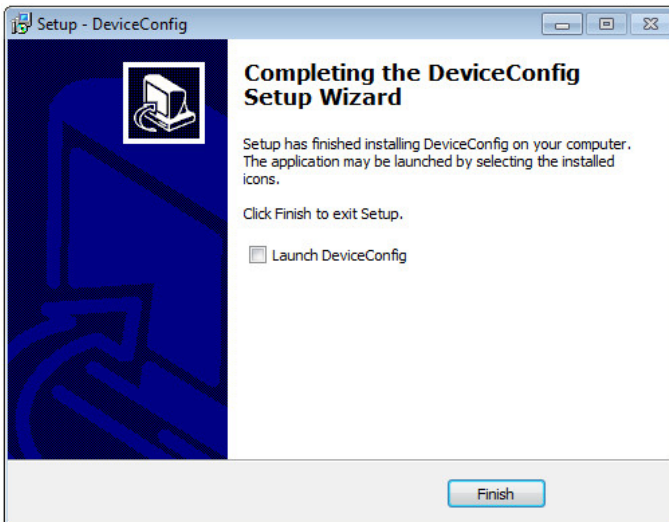 Setup - DeviceConfig
Completing the DeviceConfig
Setup Wizard
Setup has finished installing DeviceConfig on your computer.
The application may be launched by selecting the installed
icons.
Click Finish to exit Setup.
Launch DeviceConfig
Finish